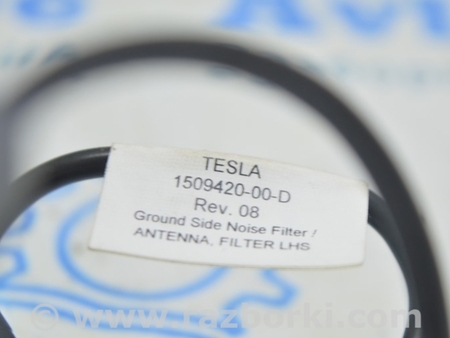 TESLA
1509420-00-D
Rev. 08
Ground Side Noise Filter /
ANTENNA, FILTER LHS
© www.razborki.com